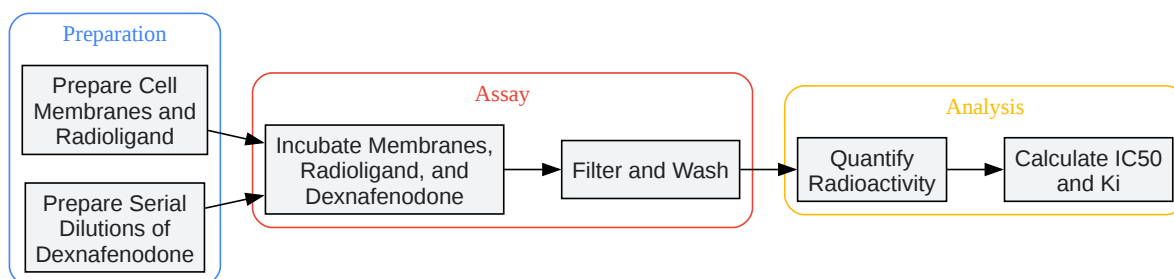 Preparation
Prepare Cell
Membranes and
Radioligand
Prepare Serial
Dilutions of
Dexnafenodone
Assay
Incubate Membranes,
Radioligand, and
Dexnafenodone
Filter and Wash
Analysis
Quantify
Radioactivity
Calculate IC50
and Ki